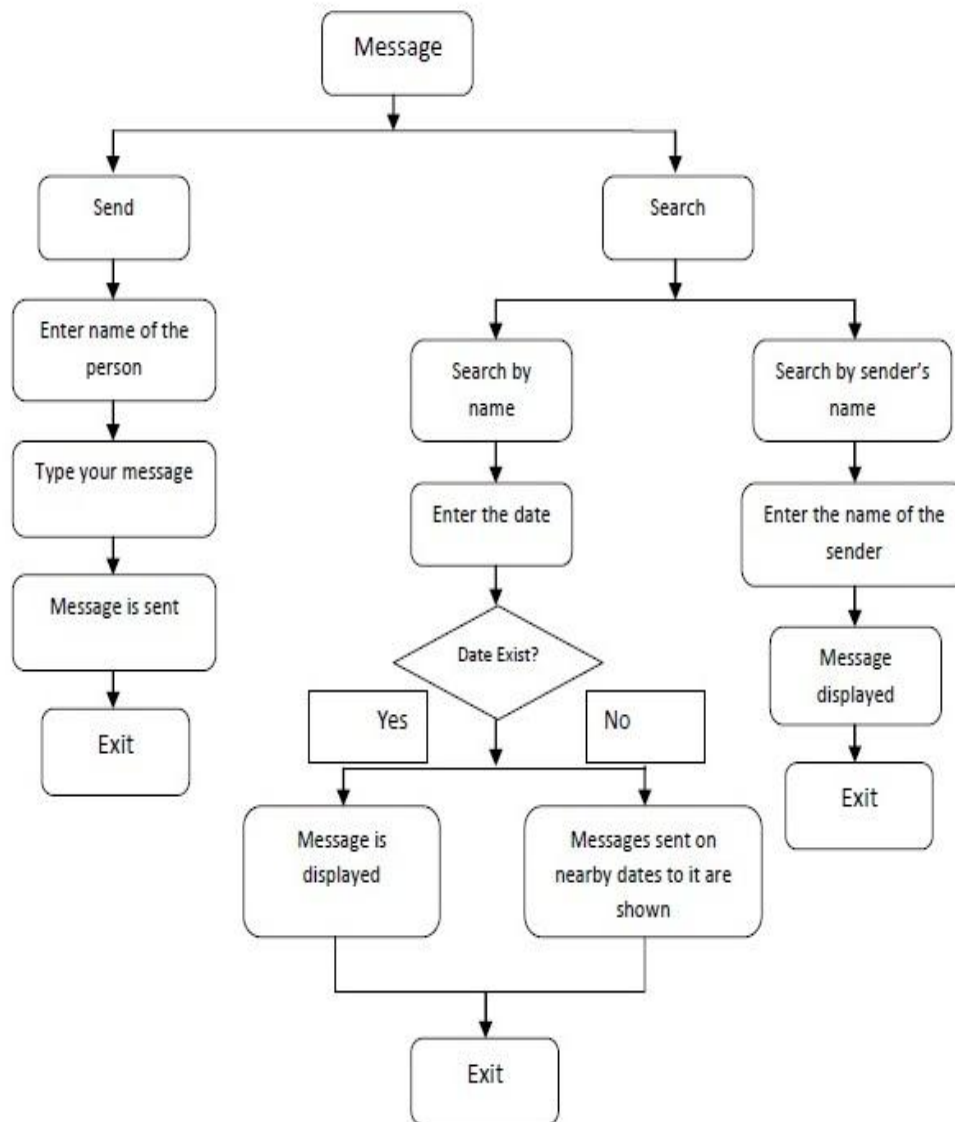 Message
Send
Search
Enter name of the
person
Search by
name
Search by sender's
name
Type your message
Enter the date
Enter the name of the
sender
Message is sent
Date Exist?
Message
displayed
Yes
No
Exit
Exit
Message is
displayed
Messages sent on
nearby dates to it are
shown
Exit